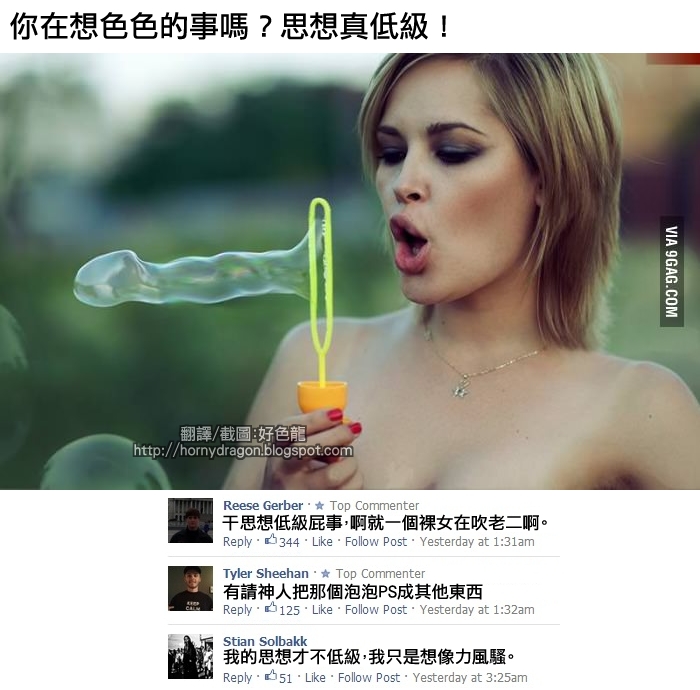 你在想色色的事嗎？思想真低級！
VIA 9GAG.COM
翻譯/截圖:好色龍
http://hornydragon.blogspot.com
Reese Gerber · ★ Top Commenter
干思想低級屁事,啊就一個裸女在吹老二啊。
Reply · 344 · Like · Follow Post · Yesterday at 1:31am
Tyler Sheehan · ★ Top Commenter
KEEP CALM
有請神人把那個泡泡PS成其他東西
Reply · 125 · Like · Follow Post · Yesterday at 1:32am
Stian Solbakk
我的思想才不低級,我只是想像力風騷。
Reply · 51 · Like · Follow Post · Yesterday at 3:25am